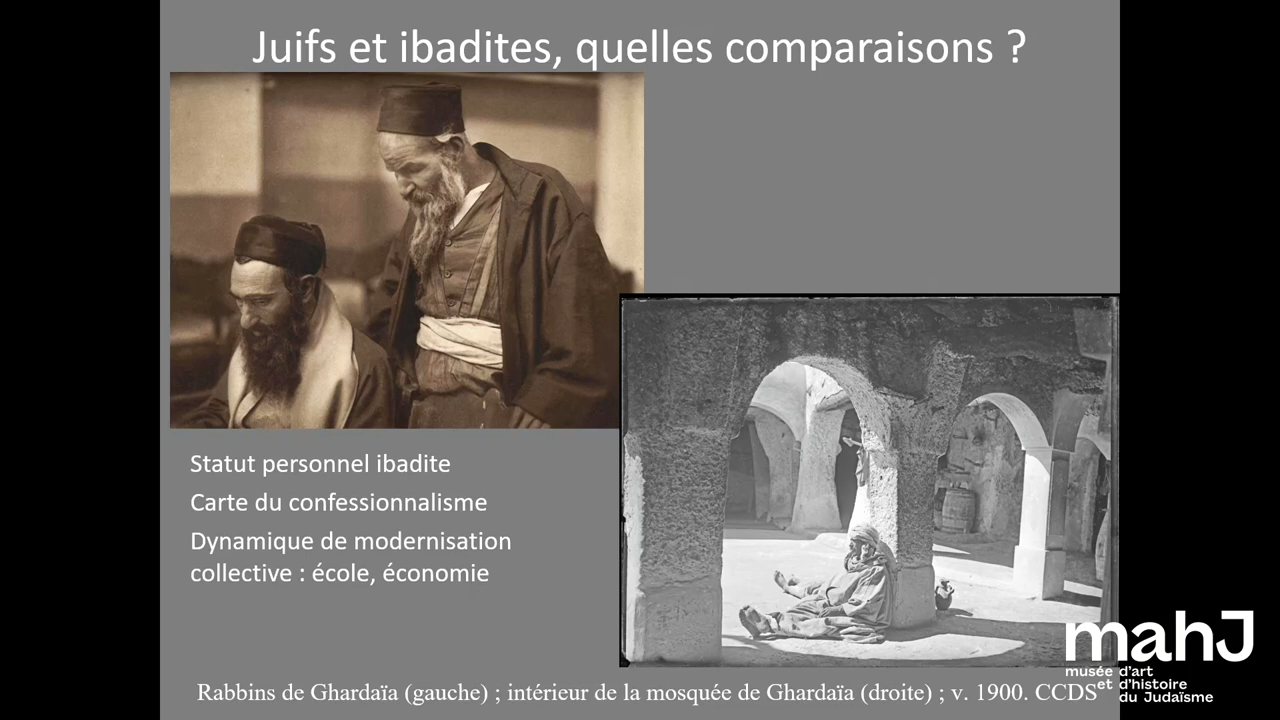 Juifs et ibadites, quelles comparaisons ?
Statut personnel ibadite
Carte du confessionnalisme
Dynamique de modernisation
collective : école, économie
Rabbins de Ghardaïa (gauche) ; intérieur de la mosquée de Ghardaïa (droite) ; v. 1900. CCDS
mahJ
musée d'art
et d'histoire
du Judaïsme